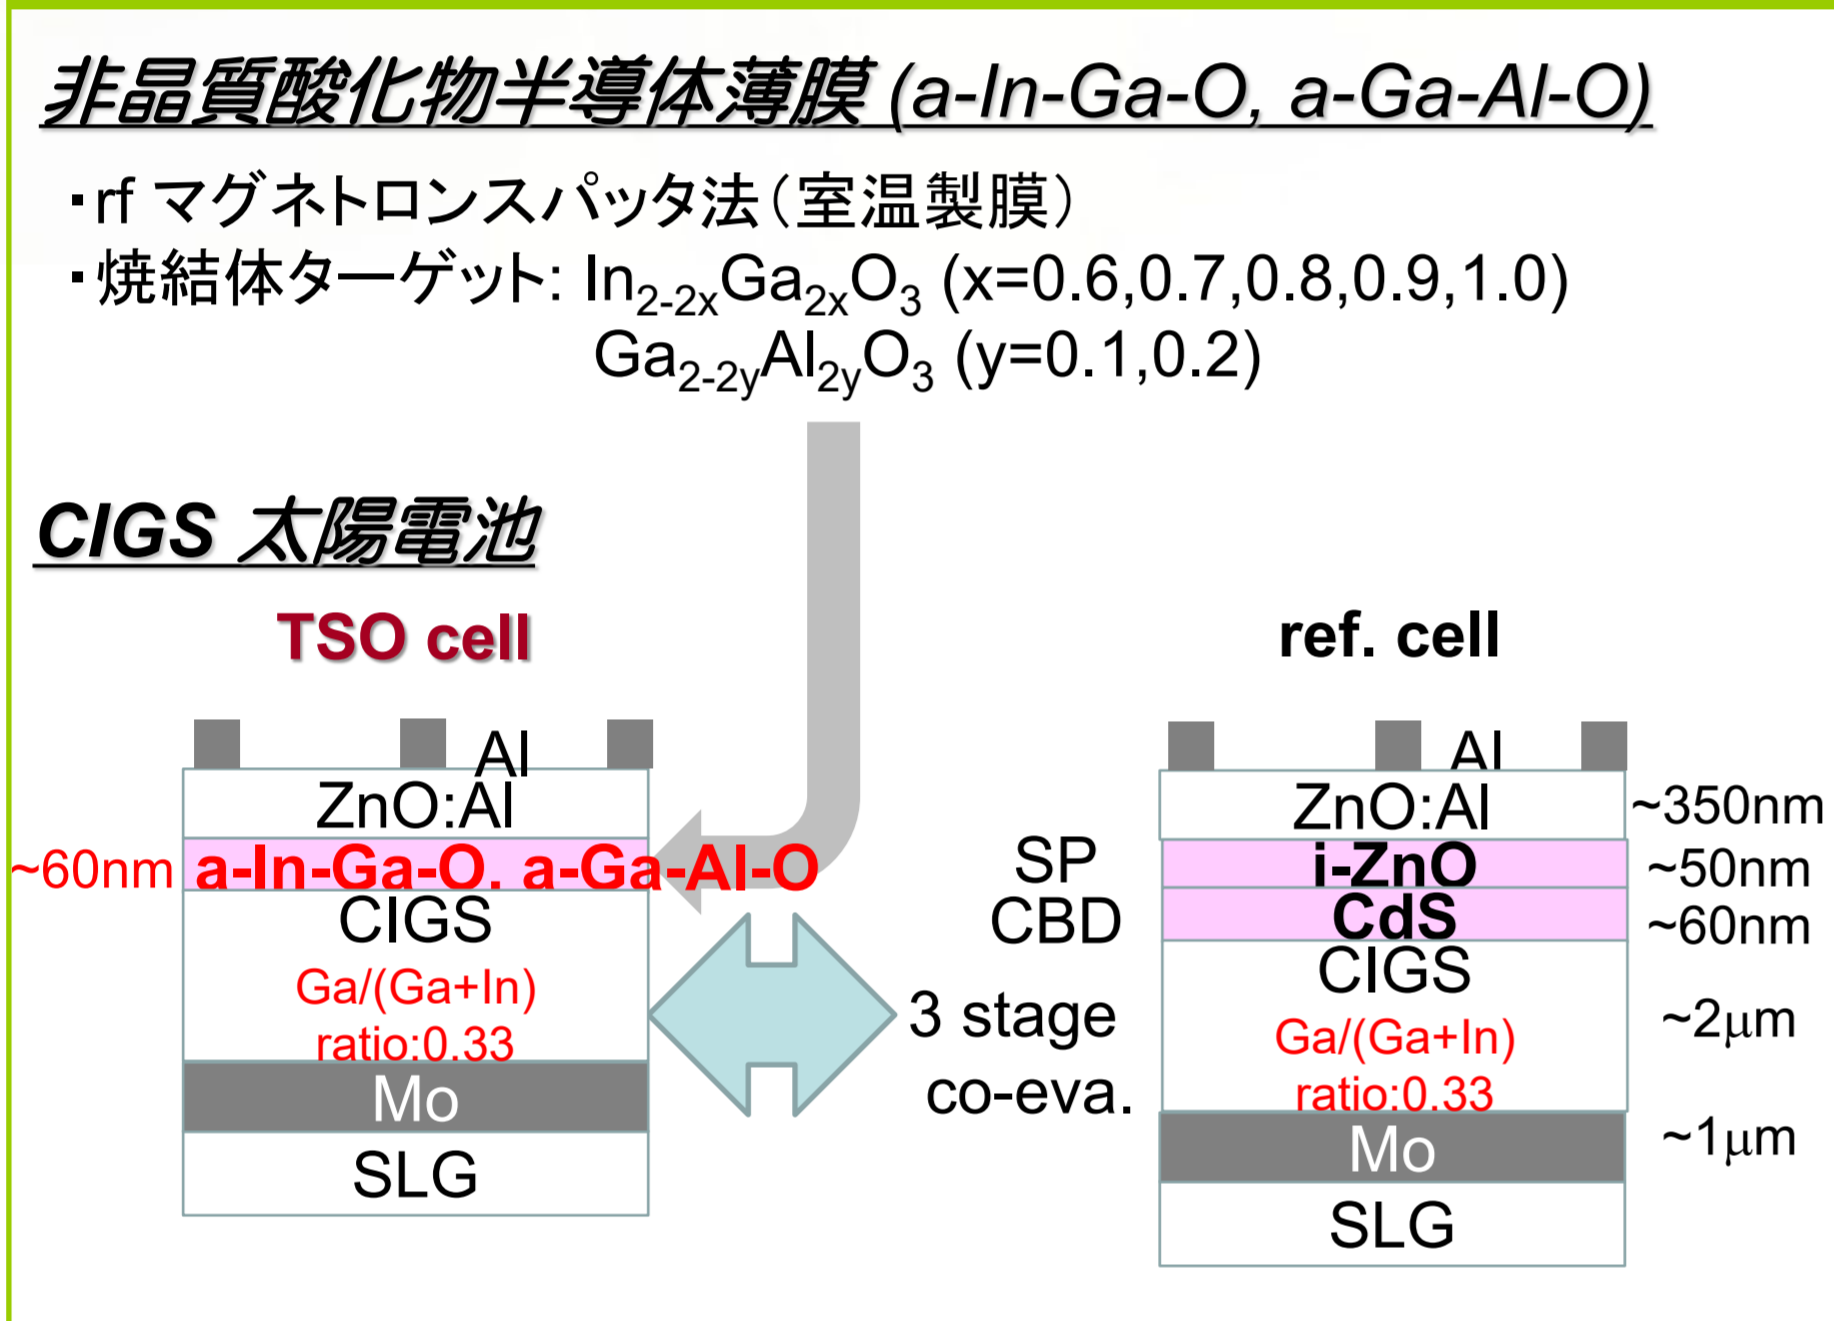 非晶質酸化物半導体薄膜 (a-In-Ga-O, a-Ga-Al-O)
・rf マグネトロンスパッタ法（室温製膜）
・焼結体ターゲット: In2-2xGa2xO3 (x=0.6,0.7,0.8,0.9,1.0)
Ga2-2yAl2yO3 (y=0.1,0.2)
CIGS 太陽電池
TSO cell
Al
ZnO:Al
~60nm a-In-Ga-O, a-Ga-Al-O
CIGS
Ga/(Ga+In)
ratio:0.33
Mo
SLG
SP
CBD
3 stage
co-eva.
ref. cell
Al
ZnO:Al ~350nm
i-ZnO ~50nm
CdS ~60nm
CIGS
Ga/(Ga+In) ~2μm
ratio:0.33
Mo ~1μm
SLG